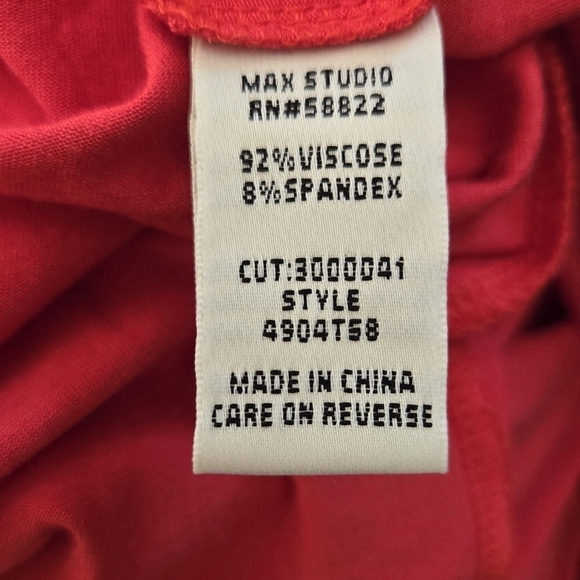 MAX STUDIO
RN#58822
92%VISCOSE
8%SPANDEX
CUT:3000041
STYLE
4904T58
MADE IN CHINA
CARE ON REVERSE